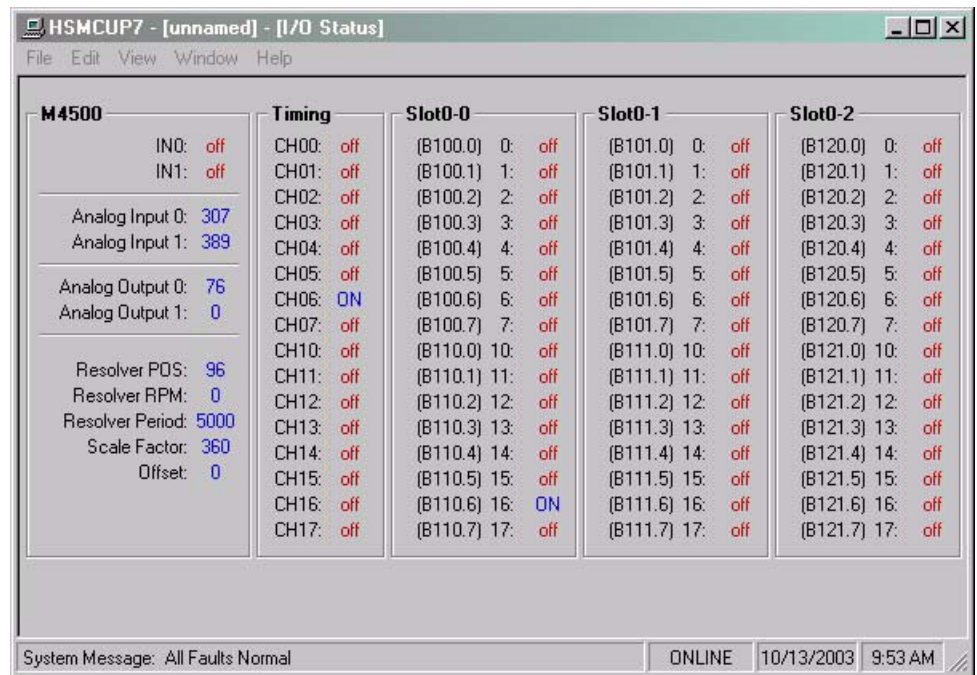 HSMCUP7 - [unnamed] - [I/O Status]
File Edit View Window Help
M4500
IN0: off
IN1: off
Analog Input 0: 307
Analog Input 1: 389
Analog Output 0: 76
Analog Output 1: 0
Resolver POS: 96
Resolver RPM: 0
Resolver Period: 5000
Scale Factor: 360
Offset: 0
Timing
CH00: off
CH01: off
CH02: off
CH03: off
CH04: off
CH05: off
CH06: ON
CH07: off
CH10: off
CH11: off
CH12: off
CH13: off
CH14: off
CH15: off
CH16: off
CH17: off
Slot0-0
(B100.0) 0: off
(B100.1) 1: off
(B100.2) 2: off
(B100.3) 3: off
(B100.4) 4: off
(B100.5) 5: off
(B100.6) 6: off
(B100.7) 7: off
(B110.0) 10: off
(B110.1) 11: off
(B110.2) 12: off
(B110.3) 13: off
(B110.4) 14: off
(B110.5) 15: off
(B110.6) 16: ON
(B110.7) 17: off
Slot0-1
(B101.0) 0: off
(B101.1) 1: off
(B101.2) 2: off
(B101.3) 3: off
(B101.4) 4: off
(B101.5) 5: off
(B101.6) 6: off
(B101.7) 7: off
(B111.0) 10: off
(B111.1) 11: off
(B111.2) 12: off
(B111.3) 13: off
(B111.4) 14: off
(B111.5) 15: off
(B111.6) 16: off
(B111.7) 17: off
Slot0-2
(B120.0) 0: off
(B120.1) 1: off
(B120.2) 2: off
(B120.3) 3: off
(B120.4) 4: off
(B120.5) 5: off
(B120.6) 6: off
(B120.7) 7: off
(B121.0) 10: off
(B121.1) 11: off
(B121.2) 12: off
(B121.3) 13: off
(B121.4) 14: off
(B121.5) 15: off
(B121.6) 16: off
(B121.7) 17: off
System Message: All Faults Normal
ONLINE
10/13/2003
9:53 AM